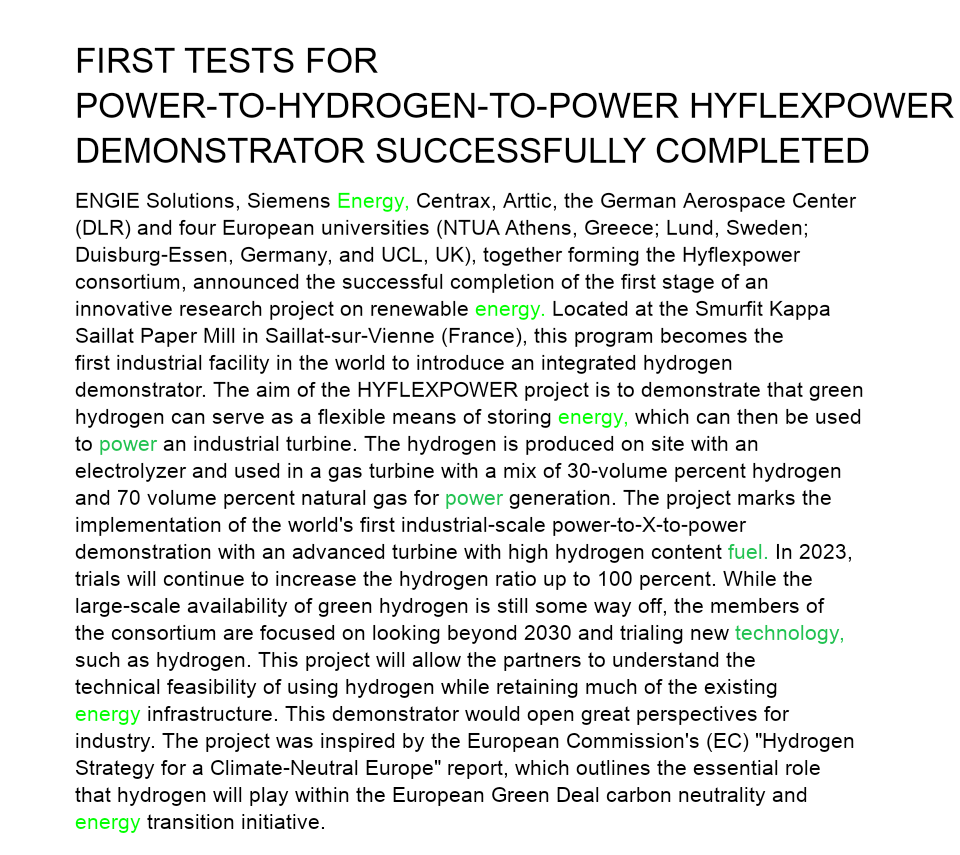 FIRST TESTS FOR
POWER-TO-HYDROGEN-TO-POWER HYFLEXPOWER
DEMONSTRATOR SUCCESSFULLY COMPLETED
ENGIE Solutions, Siemens Energy, Centrax, Arttic, the German Aerospace Center
(DLR) and four European universities (NTUA Athens, Greece; Lund, Sweden;
Duisburg-Essen, Germany, and UCL, UK), together forming the Hyflexpower
consortium, announced the successful completion of the first stage of an
innovative research project on renewable energy. Located at the Smurfit Kappa
Saillat Paper Mill in Saillat-sur-Vienne (France), this program becomes the
first industrial facility in the world to introduce an integrated hydrogen
demonstrator. The aim of the HYFLEXPOWER project is to demonstrate that green
hydrogen can serve as a flexible means of storing energy, which can then be used
to power an industrial turbine. The hydrogen is produced on site with an
electrolyzer and used in a gas turbine with a mix of 30-volume percent hydrogen
and 70 volume percent natural gas for power generation. The project marks the
implementation of the world's first industrial-scale power-to-X-to-power
demonstration with an advanced turbine with high hydrogen content fuel. In 2023,
trials will continue to increase the hydrogen ratio up to 100 percent. While the
large-scale availability of green hydrogen is still some way off, the members of
the consortium are focused on looking beyond 2030 and trialing new technology,
such as hydrogen. This project will allow the partners to understand the
technical feasibility of using hydrogen while retaining much of the existing
energy infrastructure. This demonstrator would open great perspectives for
industry. The project was inspired by the European Commission's (EC) "Hydrogen
Strategy for a Climate-Neutral Europe" report, which outlines the essential role
that hydrogen will play within the European Green Deal carbon neutrality and
energy transition initiative.